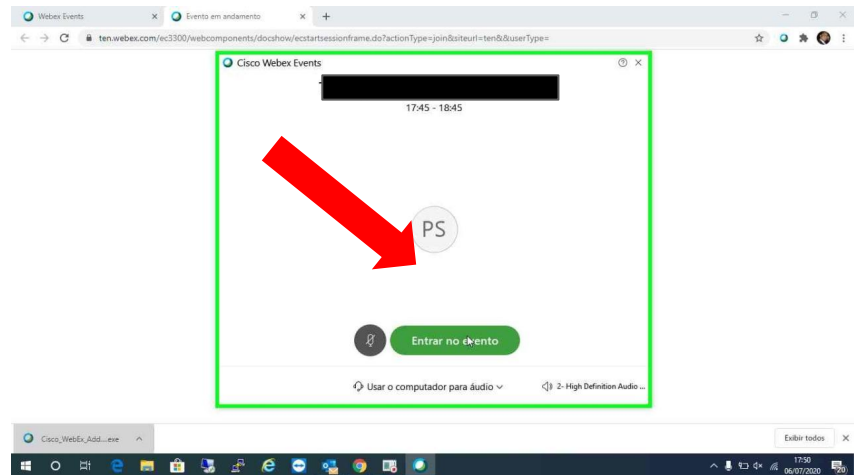 Webex Events
Evento em andamento
ten.webex.com/ec3300/webcomponents/docshow/ecstartsessionframe.do?actionType=join&siteurl=ten&&userType=
Cisco Webex Events
17:45 - 18:45
PS
Entrar no evento
Usar o computador para áudio
2- High Definition Audio ...
Cisco_WebEx_Add....exe
Exibir todos
17:50
06/07/2020
20